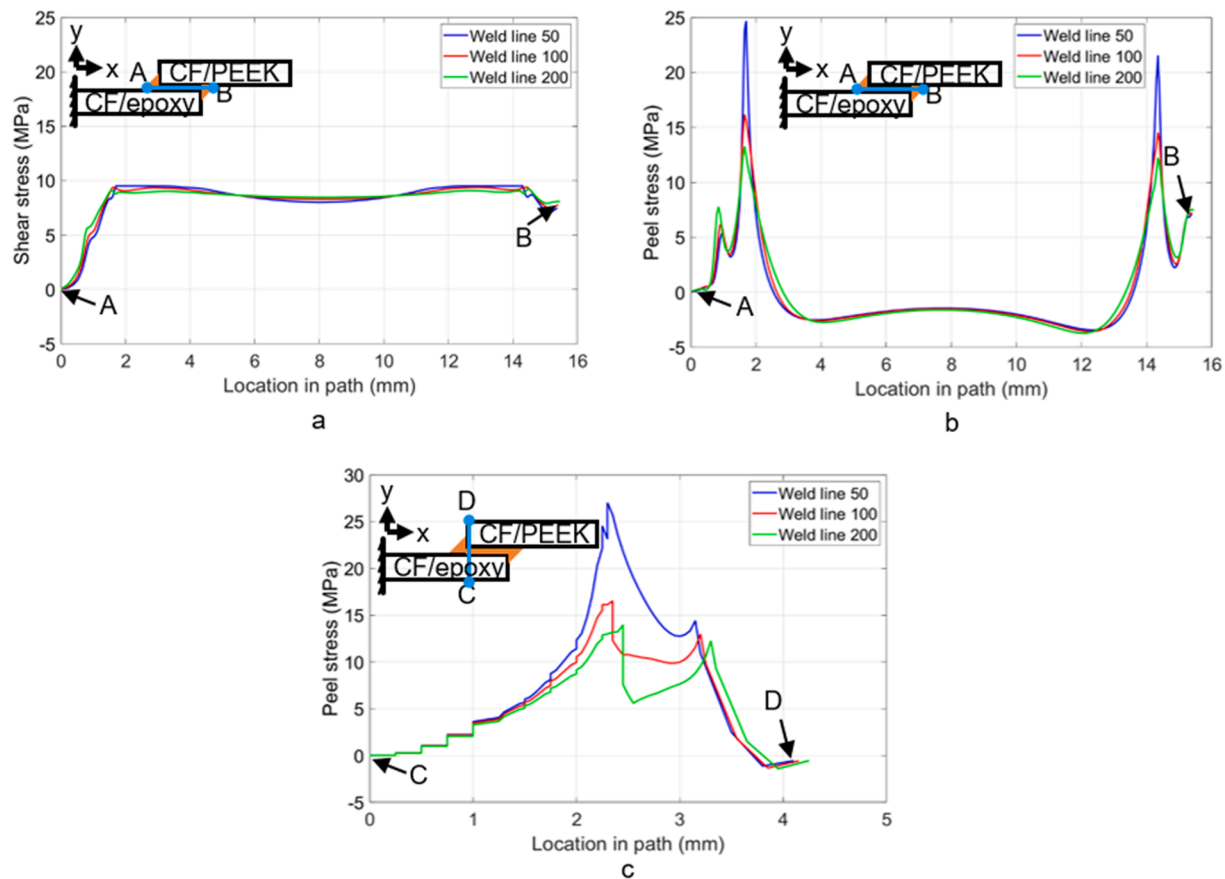 25
20
15
10
5
0
-5
Shear stress (MPa)
y
x
A
CF/PEEK
CF/epoxy
B
Weld line 50
Weld line 100
Weld line 200
A
B
0 2 4 6 8 10 12 14 16
Location in path (mm)
a
25
20
15
10
5
0
-5
Peel stress (MPa)
y
x
A
CF/PEEK
CF/epoxy
B
Weld line 50
Weld line 100
Weld line 200
A
B
0 2 4 6 8 10 12 14 16
Location in path (mm)
b
30
25
20
15
10
5
0
-5
Peel stress (MPa)
y
x
D
CF/PEEK
CF/epoxy
C
Weld line 50
Weld line 100
Weld line 200
C
D
0 1 2 3 4 5
Location in path (mm)
c